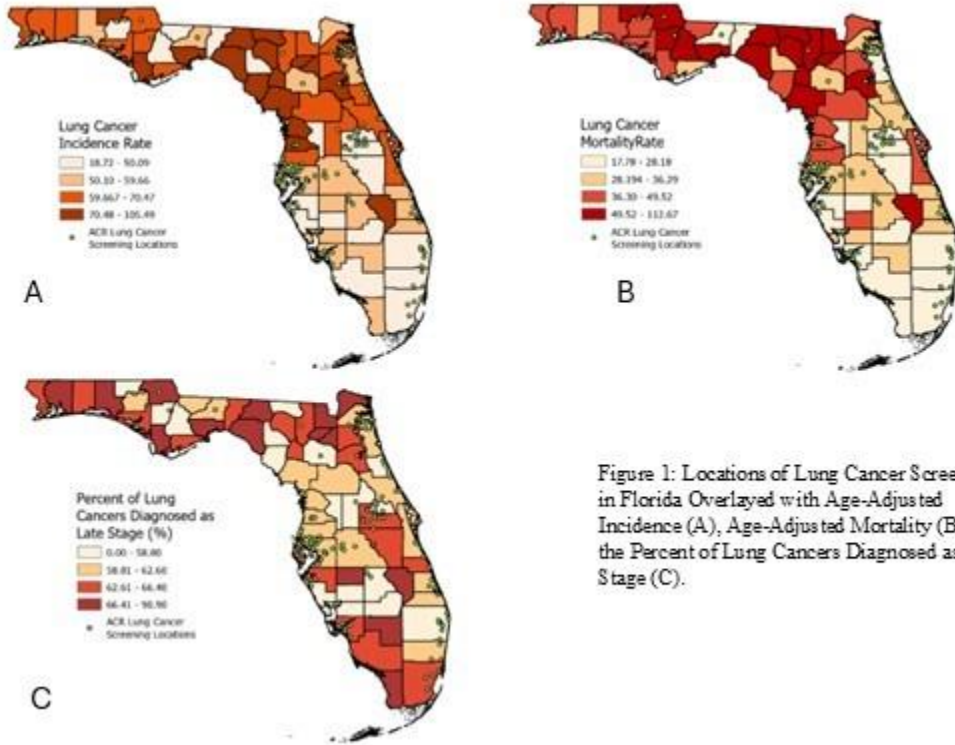 Lung Cancer
Incidence Rate
18.72 - 50.09
50.10 - 59.66
59.667 - 70.47
70.48 - 105.49
ACR Lung Cancer
Screening Locations
A
Lung Cancer
MortalityRate
17.78 - 28.18
28.194 - 36.29
36.30 - 49.52
49.52 - 112.67
ACR Lung Cancer
Screening Locations
B
Percent of Lung
Cancers Diagnosed as
Late Stage (%)
0.00 - 58.80
58.81 - 62.60
62.61 - 66.40
66.41 - 90.90
ACR Lung Cancer
Screening Locations
C
Figure 1: Locations of Lung Cancer Scree
in Florida Overlayed with Age-Adjusted
Incidence (A), Age-Adjusted Mortality (B
the Percent of Lung Cancers Diagnosed as
Stage (C).